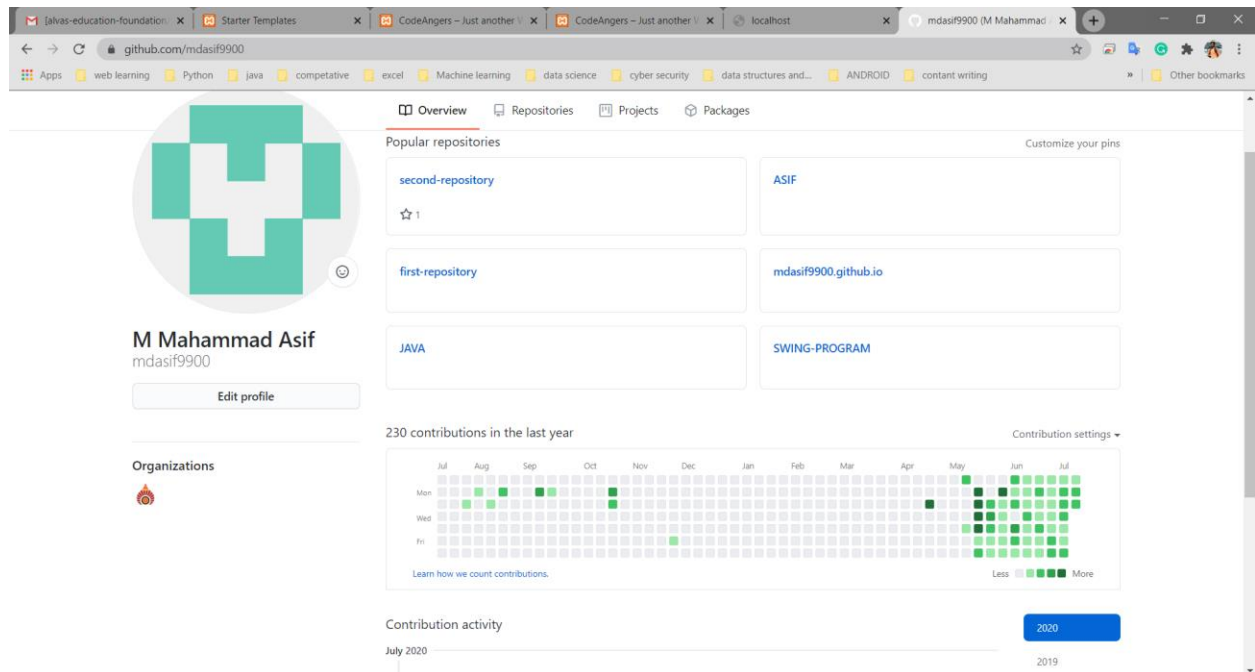 [alvas-education-foundation/
Starter Templates
CodeAngers – Just another W
CodeAngers – Just another W
localhost
mdasif9900 (M Mahammad
github.com/mdasif9900
Apps web learning Python java competative excel Machine learning data science cyber security data structures and... ANDROID contant writing » Other bookmarks
Overview Repositories Projects Packages
Popular repositories Customize your pins
second-repository ASIF
1
first-repository mdasif9900.github.io
M Mahammad Asif
mdasif9900
JAVA SWING-PROGRAM
Edit profile
230 contributions in the last year Contribution settings
Organizations
Jul Aug Sep Oct Nov Dec Jan Feb Mar Apr May Jun Jul
Mon
Wed
Fri
Learn how we count contributions. Less More
Contribution activity 2020
July 2020
2019